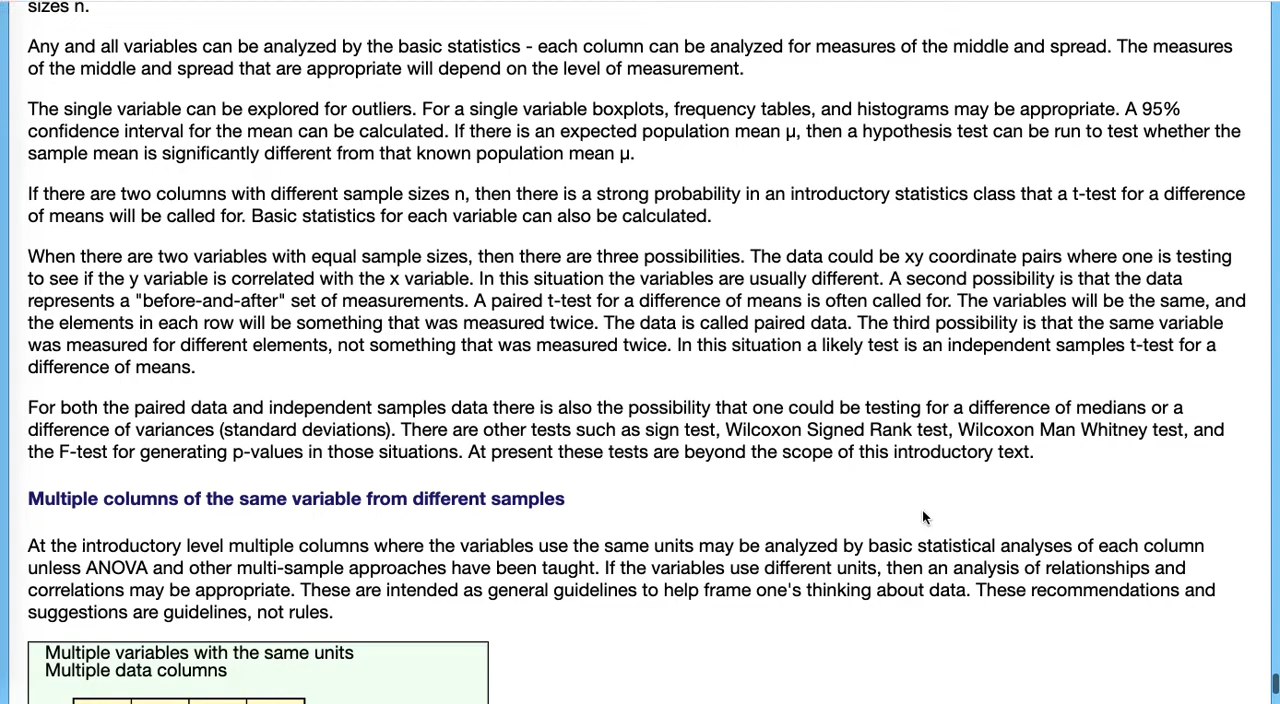 sizes n.
Any and all variables can be analyzed by the basic statistics - each column can be analyzed for measures of the middle and spread. The measures
of the middle and spread that are appropriate will depend on the level of measurement.
The single variable can be explored for outliers. For a single variable boxplots, frequency tables, and histograms may be appropriate. A 95%
confidence interval for the mean can be calculated. If there is an expected population mean μ, then a hypothesis test can be run to test whether the
sample mean is significantly different from that known population mean μ.
If there are two columns with different sample sizes n, then there is a strong probability in an introductory statistics class that a t-test for a difference
of means will be called for. Basic statistics for each variable can also be calculated.
When there are two variables with equal sample sizes, then there are three possibilities. The data could be xy coordinate pairs where one is testing
to see if the y variable is correlated with the x variable. In this situation the variables are usually different. A second possibility is that the data
represents a "before-and-after" set of measurements. A paired t-test for a difference of means is often called for. The variables will be the same, and
the elements in each row will be something that was measured twice. The data is called paired data. The third possibility is that the same variable
was measured for different elements, not something that was measured twice. In this situation a likely test is an independent samples t-test for a
difference of means.
For both the paired data and independent samples data there is also the possibility that one could be testing for a difference of medians or a
difference of variances (standard deviations). There are other tests such as sign test, Wilcoxon Signed Rank test, Wilcoxon Man Whitney test, and
the F-test for generating p-values in those situations. At present these tests are beyond the scope of this introductory text.
Multiple columns of the same variable from different samples
At the introductory level multiple columns where the variables use the same units may be analyzed by basic statistical analyses of each column
unless ANOVA and other multi-sample approaches have been taught. If the variables use different units, then an analysis of relationships and
correlations may be appropriate. These are intended as general guidelines to help frame one's thinking about data. These recommendations and
suggestions are guidelines, not rules.
Multiple variables with the same units
Multiple data columns